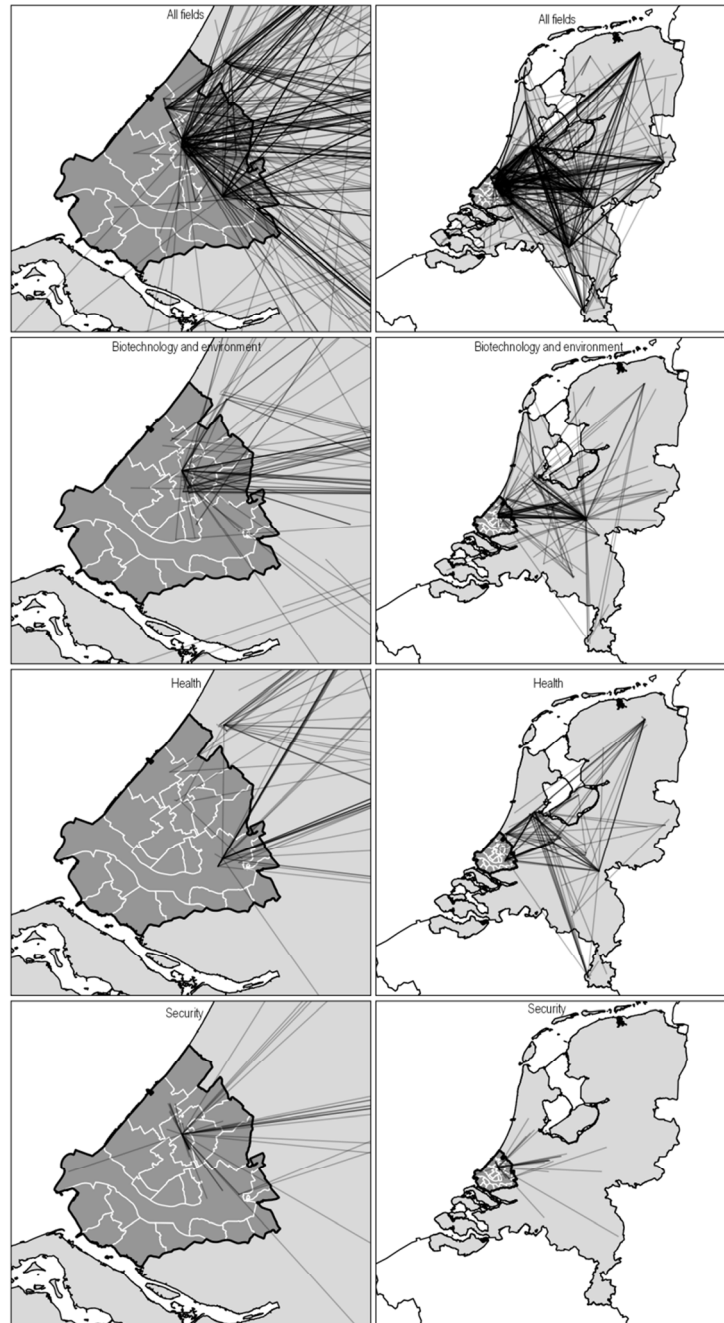 All fields
All fields
Biotechnology and environment
Biotechnology and environment
Health
Health
Security
Security